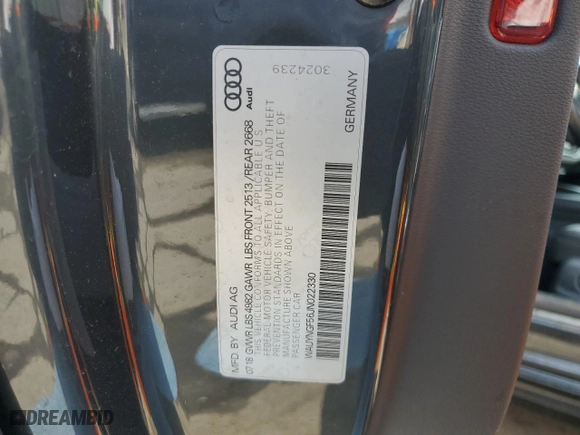 MFD. BY AUDI AG
07/18 GVWR LBS 4982 GAWR LBS FRONT 2513 / REAR 2668
THIS VEHICLE CONFORMS TO ALL APPLICABLE U.S.
FEDERAL MOTOR VEHICLE SAFETY, BUMPER AND THEFT
PREVENTION STANDARDS IN EFFECT ON THE DATE OF
MANUFACTURE SHOWN ABOVE
PASSENGER CAR
WAUYNGF56JN022330
GERMANY
Audi
3024239
DREAMBID